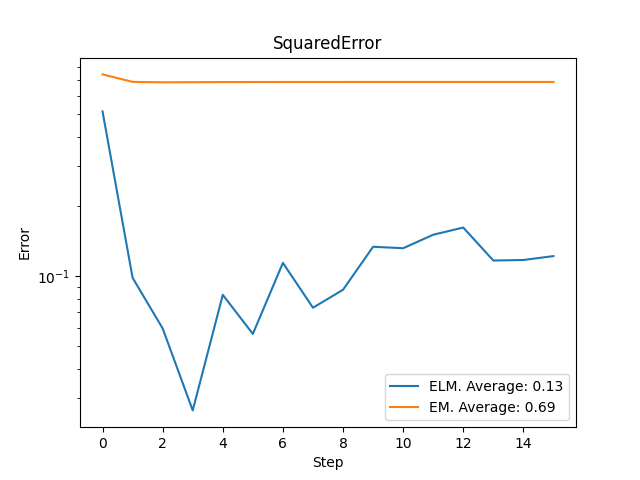 SquaredError
Error
10⁻¹
0 2 4 6 8 10 12 14
Step
ELM. Average: 0.13
EM. Average: 0.69